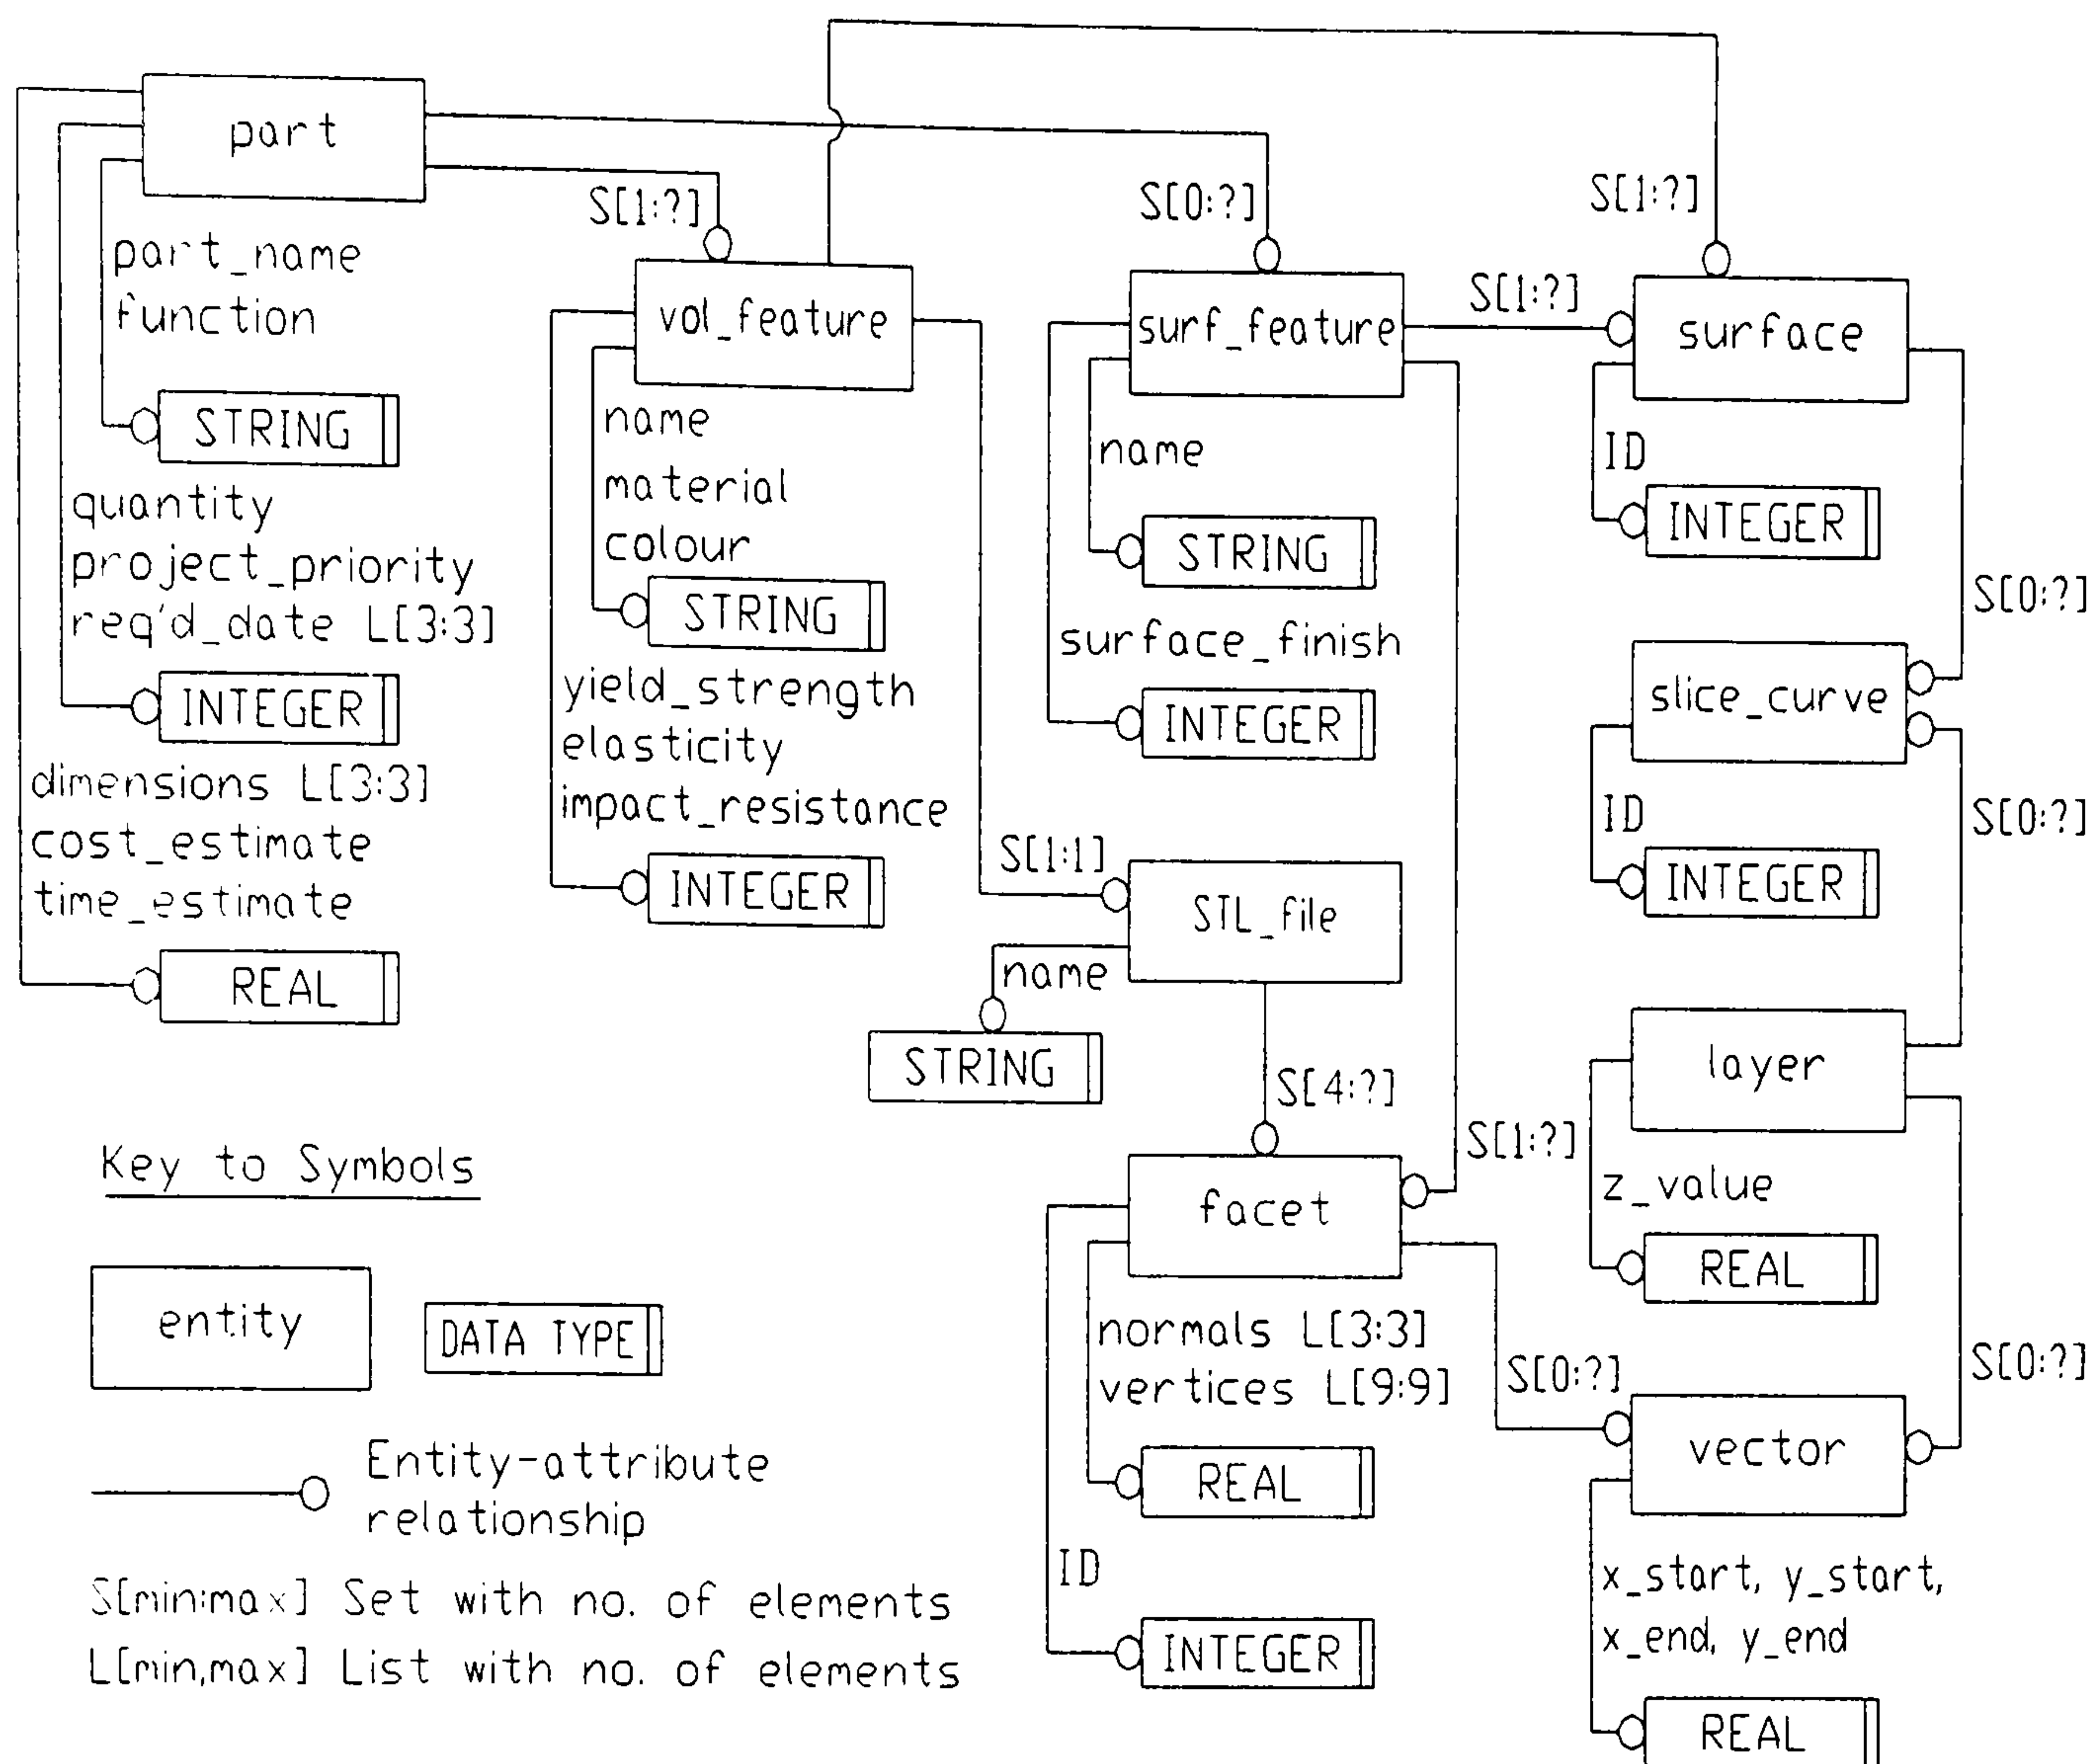 part
S[1:?]
S[0:?]
S[1:?]
part_name
function
STRING
quantity
project_priority
req'd_date L[3:3]
INTEGER
dimensions L[3:3]
cost_estimate
time_estimate
REAL
vol_feature
name
material
colour
STRING
yield_strength
elasticity
impact_resistance
INTEGER
surf_feature
S[1:?]
name
STRING
surface_finish
INTEGER
surface
ID
INTEGER
S[0:?]
slice_curve
ID
INTEGER
S[0:?]
S[1:1]
STL_file
name
STRING
S[4:?]
S[1:?]
layer
z_value
REAL
S[0:?]
facet
normals L[3:3]
vertices L[9:9]
REAL
ID
INTEGER
S[0:?]
vector
x_start, y_start,
x_end, y_end
REAL
Key to Symbols
entity
DATA TYPE
Entity-attribute
relationship
S[min:max] Set with no. of elements
L[min,max] List with no. of elements